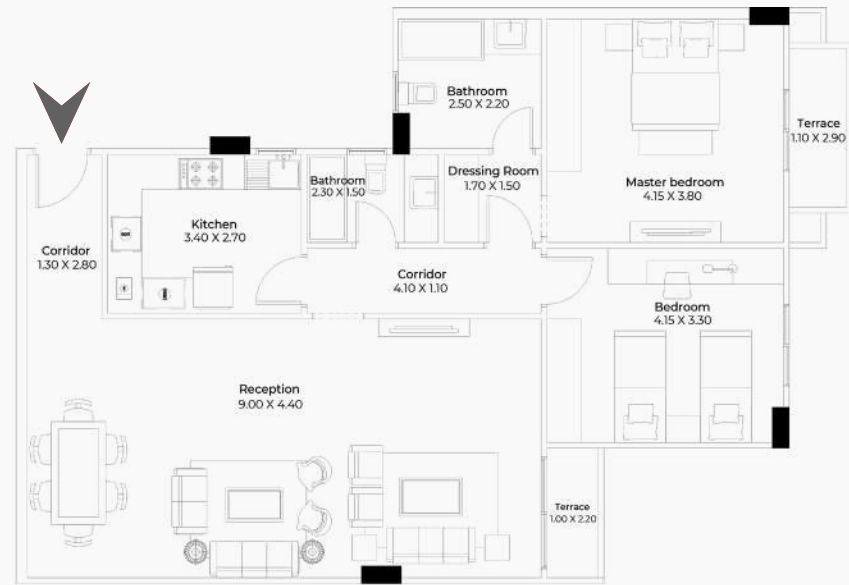 Bathroom
2.50 X 2.20
Terrace
1.10 X 2.90
Dressing Room
1.70 X 1.50
Bathroom
2.30 X 1.50
Master bedroom
4.15 X 3.80
Kitchen
3.40 X 2.70
Corridor
1.30 X 2.80
Corridor
4.10 X 1.10
Bedroom
4.15 X 3.30
Reception
9.00 X 4.40
Terrace
1.00 X 2.20